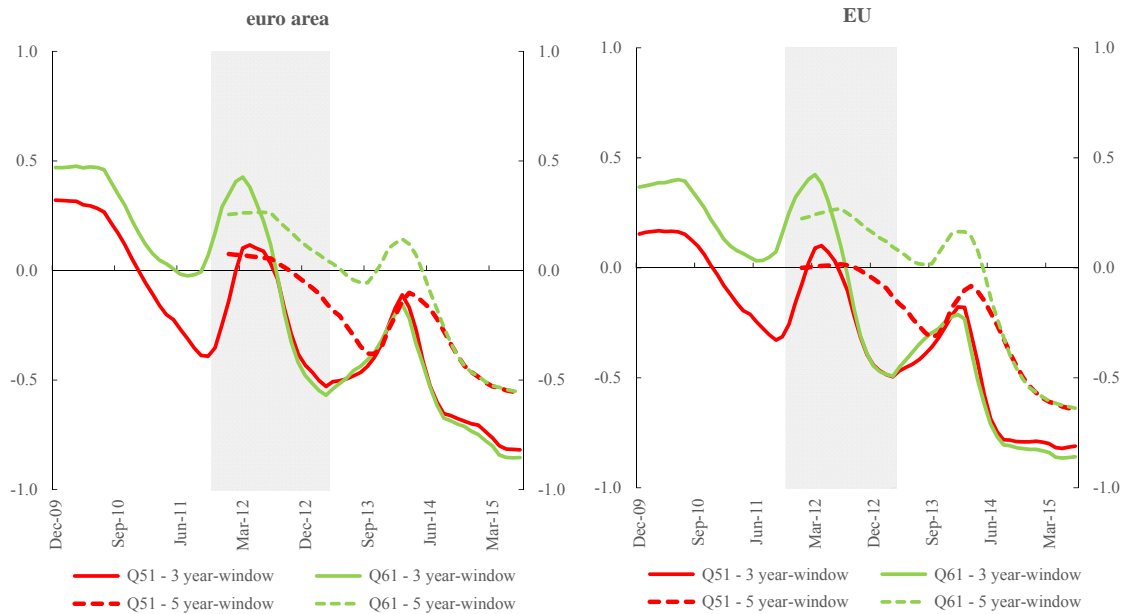 euro area
1.0 1.0
0.5 0.5
0.0 0.0
-0.5 -0.5
-1.0 -1.0
Dec-09 Sep-10 Jun-11 Mar-12 Dec-12 Sep-13 Jun-14 Mar-15
Q51 - 3 year-window Q61 - 3 year-window
Q51 - 5 year-window Q61 - 5 year-window
EU
1.0 1.0
0.5 0.5
0.0 0.0
-0.5 -0.5
-1.0 -1.0
Dec-09 Sep-10 Jun-11 Mar-12 Dec-12 Sep-13 Jun-14 Mar-15
Q51 - 3 year-window Q61 - 3 year-window
Q51 - 5 year-window Q61 - 5 year-window